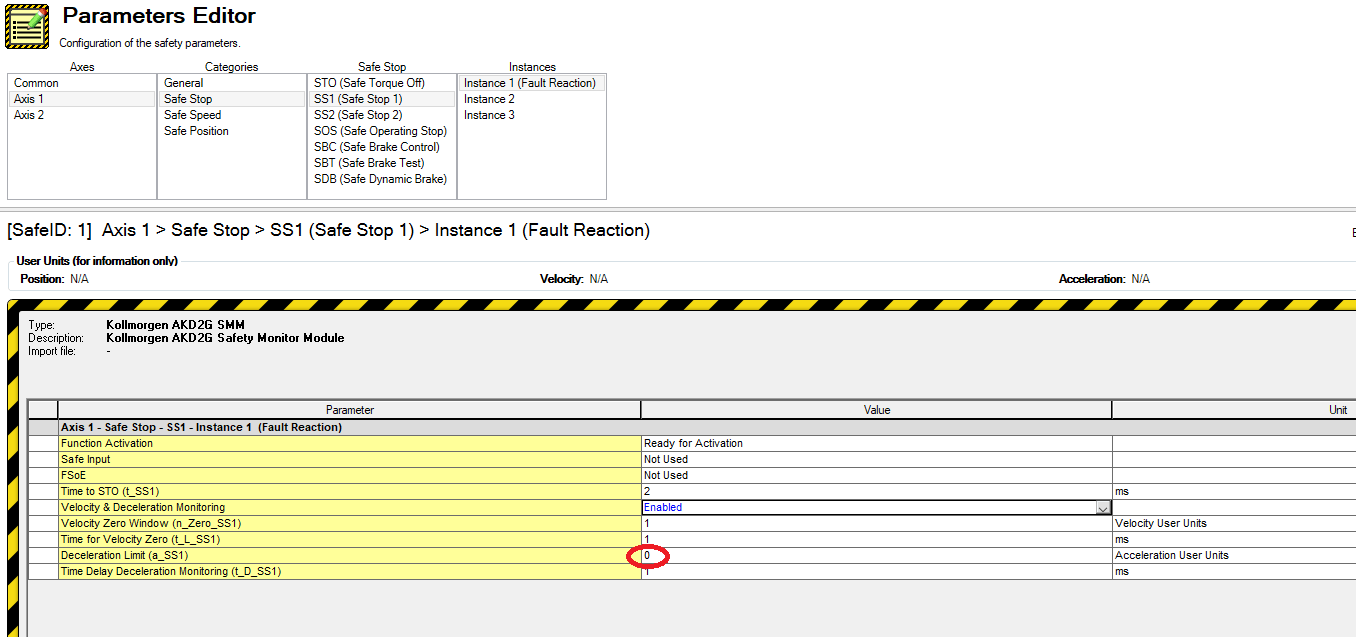 Parameters Editor
Configuration of the safety parameters.
Axes Categories Safe Stop Instances
Common General STO (Safe Torque Off) Instance 1 (Fault Reaction)
Axis 1 Safe Stop SS1 (Safe Stop 1) Instance 2
Axis 2 Safe Speed SS2 (Safe Stop 2) Instance 3
Safe Position SOS (Safe Operating Stop)
SBC (Safe Brake Control)
SBT (Safe Brake Test)
SDB (Safe Dynamic Brake)
[SafeID: 1] Axis 1 > Safe Stop > SS1 (Safe Stop 1) > Instance 1 (Fault Reaction)
User Units (for information only)
Position: N/A Velocity: N/A Acceleration: N/A
Type: Kollmorgen AKD2G SMM
Description: Kollmorgen AKD2G Safety Monitor Module
Import file: -
Parameter Value Unit
Axis 1 - Safe Stop - SS1 - Instance 1 (Fault Reaction)
Function Activation Ready for Activation
Safe Input Not Used
FSoE Not Used
Time to STO (t_SS1) 2 ms
Velocity & Deceleration Monitoring Enabled
Velocity Zero Window (n_Zero_SS1) 1 Velocity User Units
Time for Velocity Zero (t_L_SS1) 1 ms
Deceleration Limit (a_SS1) 0 Acceleration User Units
Time Delay Deceleration Monitoring (t_D_SS1) 1 ms